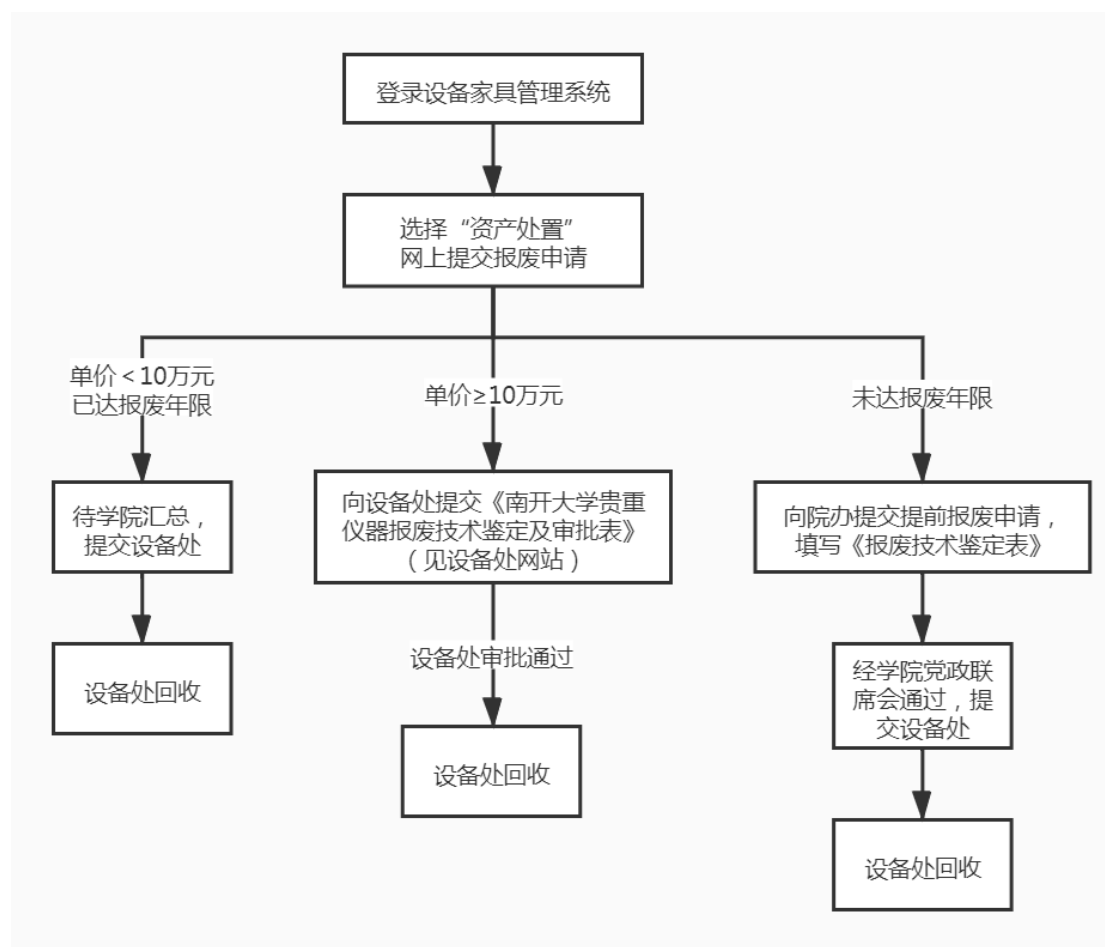 登录设备家具管理系统
选择“资产处置”
网上提交报废申请
单价＜10万元
已达报废年限
单价≥10万元
未达报废年限
待学院汇总，
提交设备处
向设备处提交《南开大学贵重
仪器报废技术鉴定及审批表》
（见设备处网站）
向院办提交提前报废申请，
填写《报废技术鉴定表》
设备处回收
设备处审批通过
经学院党政联
席会通过，提
交设备处
设备处回收
设备处回收